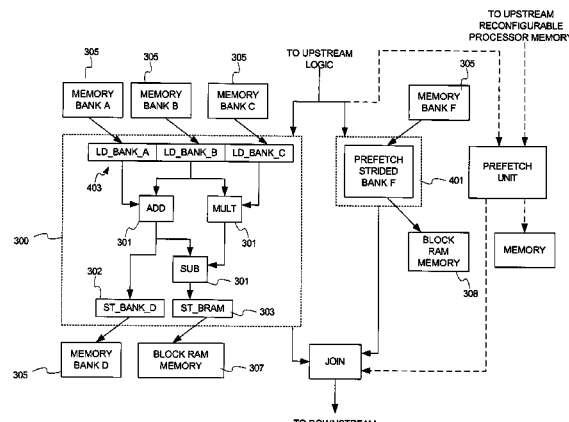 TO UPSTREAM
RECONFIGURABLE
PROCESSOR MEMORY
TO UPSTREAM
LOGIC
305
305
305
305
MEMORY
BANK A
MEMORY
BANK B
MEMORY
BANK C
MEMORY
BANK F
LD_BANK_A
LD_BANK_B
LD_BANK_C
403
PREFETCH
STRIDED
BANK F
401
PREFETCH
UNIT
ADD
MULT
300
301
301
BLOCK
RAM
MEMORY
MEMORY
308
302
SUB
301
ST_BANK_D
ST_BRAM
303
MEMORY
BANK D
BLOCK RAM
MEMORY
JOIN
305
307
TO DOWNSTREAM